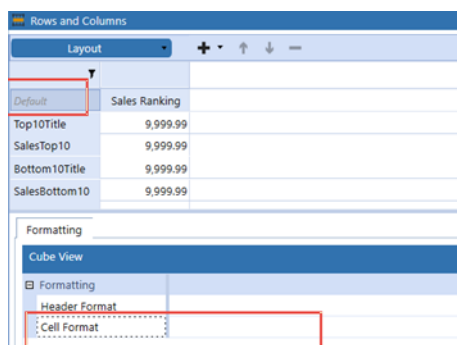 Rows and Columns
Layout
Default Sales Ranking
Top10Title 9,999.99
SalesTop10 9,999.99
Bottom10Title 9,999.99
SalesBottom10 9,999.99
Formatting
Cube View
Formatting
Header Format
Cell Format